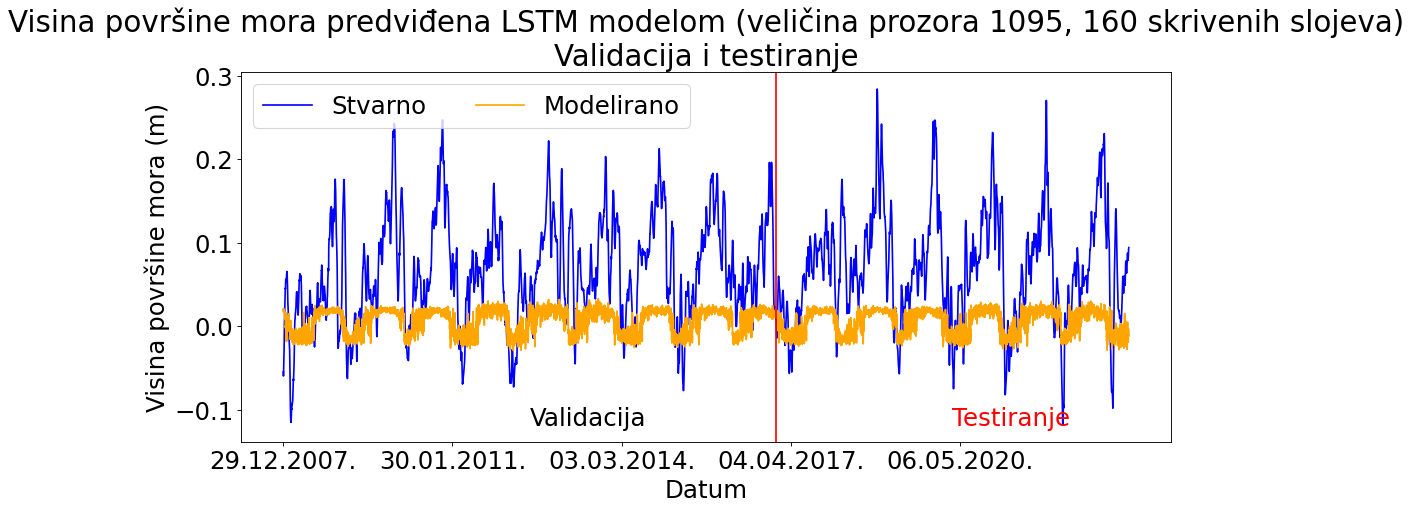 Visina površine mora predviđena LSTM modelom (veličina prozora 1095, 160 skrivenih slojeva)
Validacija i testiranje
Stvarno Modelirano
Visina površine mora (m)
0.3
0.2
0.1
0.0
−0.1
Validacija Testiranje
29.12.2007. 30.01.2011. 03.03.2014. 04.04.2017. 06.05.2020.
Datum